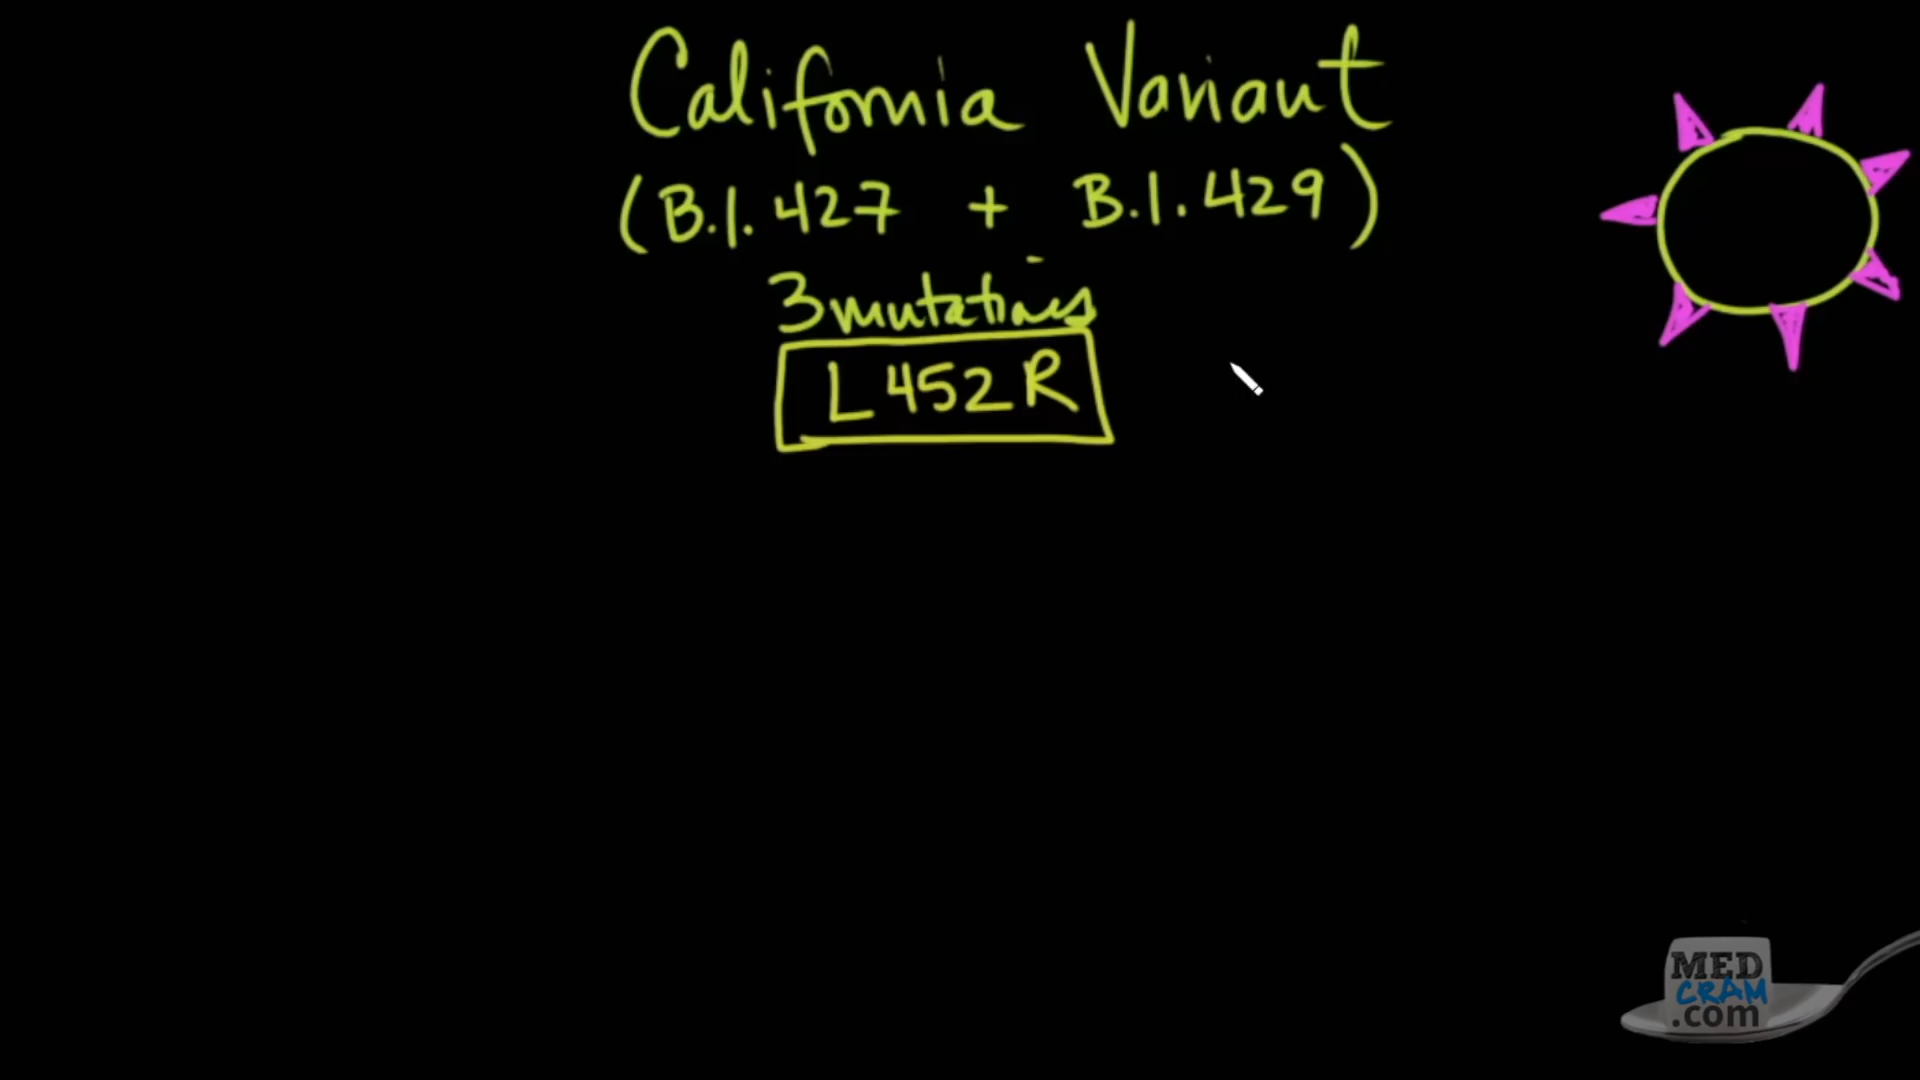 California Variant
(B.1.427 + B.1.429)
3 mutations
L452R
MED
CRAM
.com